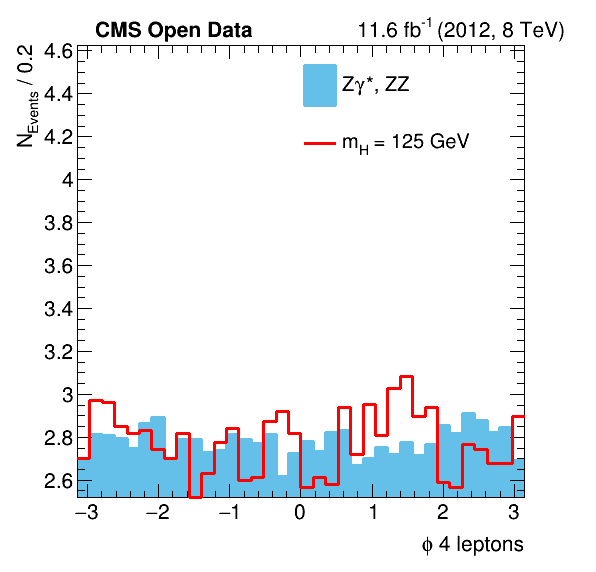 CMS Open Data 11.6 fb-1 (2012, 8 TeV)
NEvents / 0.2
4.6
4.4
4.2
4
3.8
3.6
3.4
3.2
3
2.8
2.6
Zγ*, ZZ
mH = 125 GeV
−3 −2 −1 0 1 2 3
ϕ 4 leptons